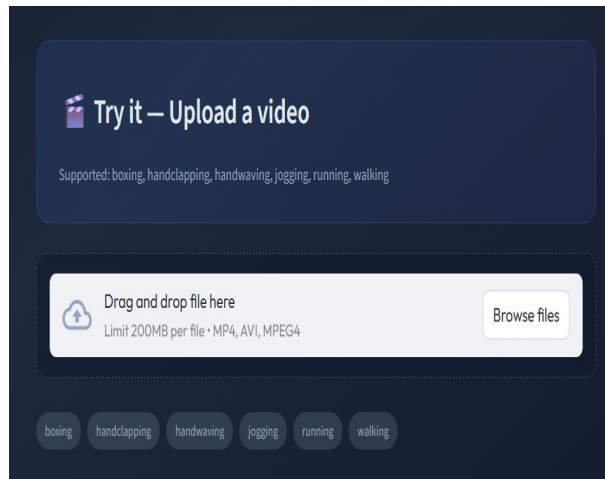 Try it — Upload a video
Supported: boxing, handclapping, handwaving, jogging, running, walking
Drag and drop file here
Limit 200MB per file • MP4, AVI, MPEG4
Browse files
boxing handclapping handwaving jogging running walking